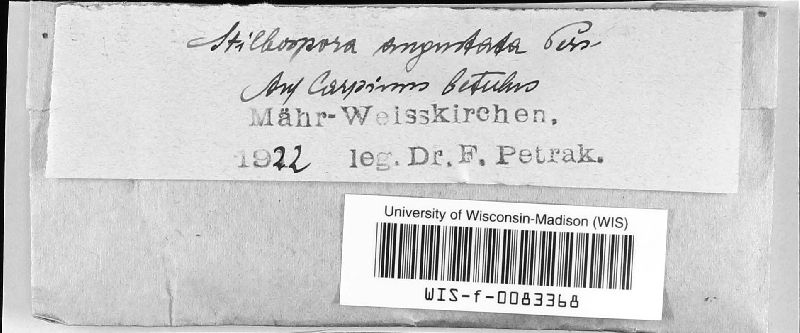 Stilbospora angustata Pers
Auf Carpinus betulus
Mähr-Weisskirchen.
1922 leg. Dr. F. Petrak.
University of Wisconsin-Madison (WIS)
WIS-f-0083368